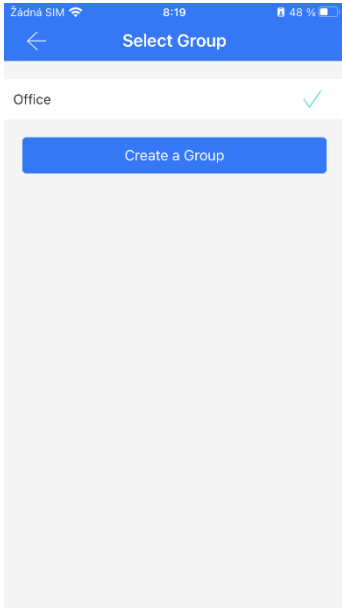 Žádná SIM 8:19 48 %
Select Group
Office
Create a Group